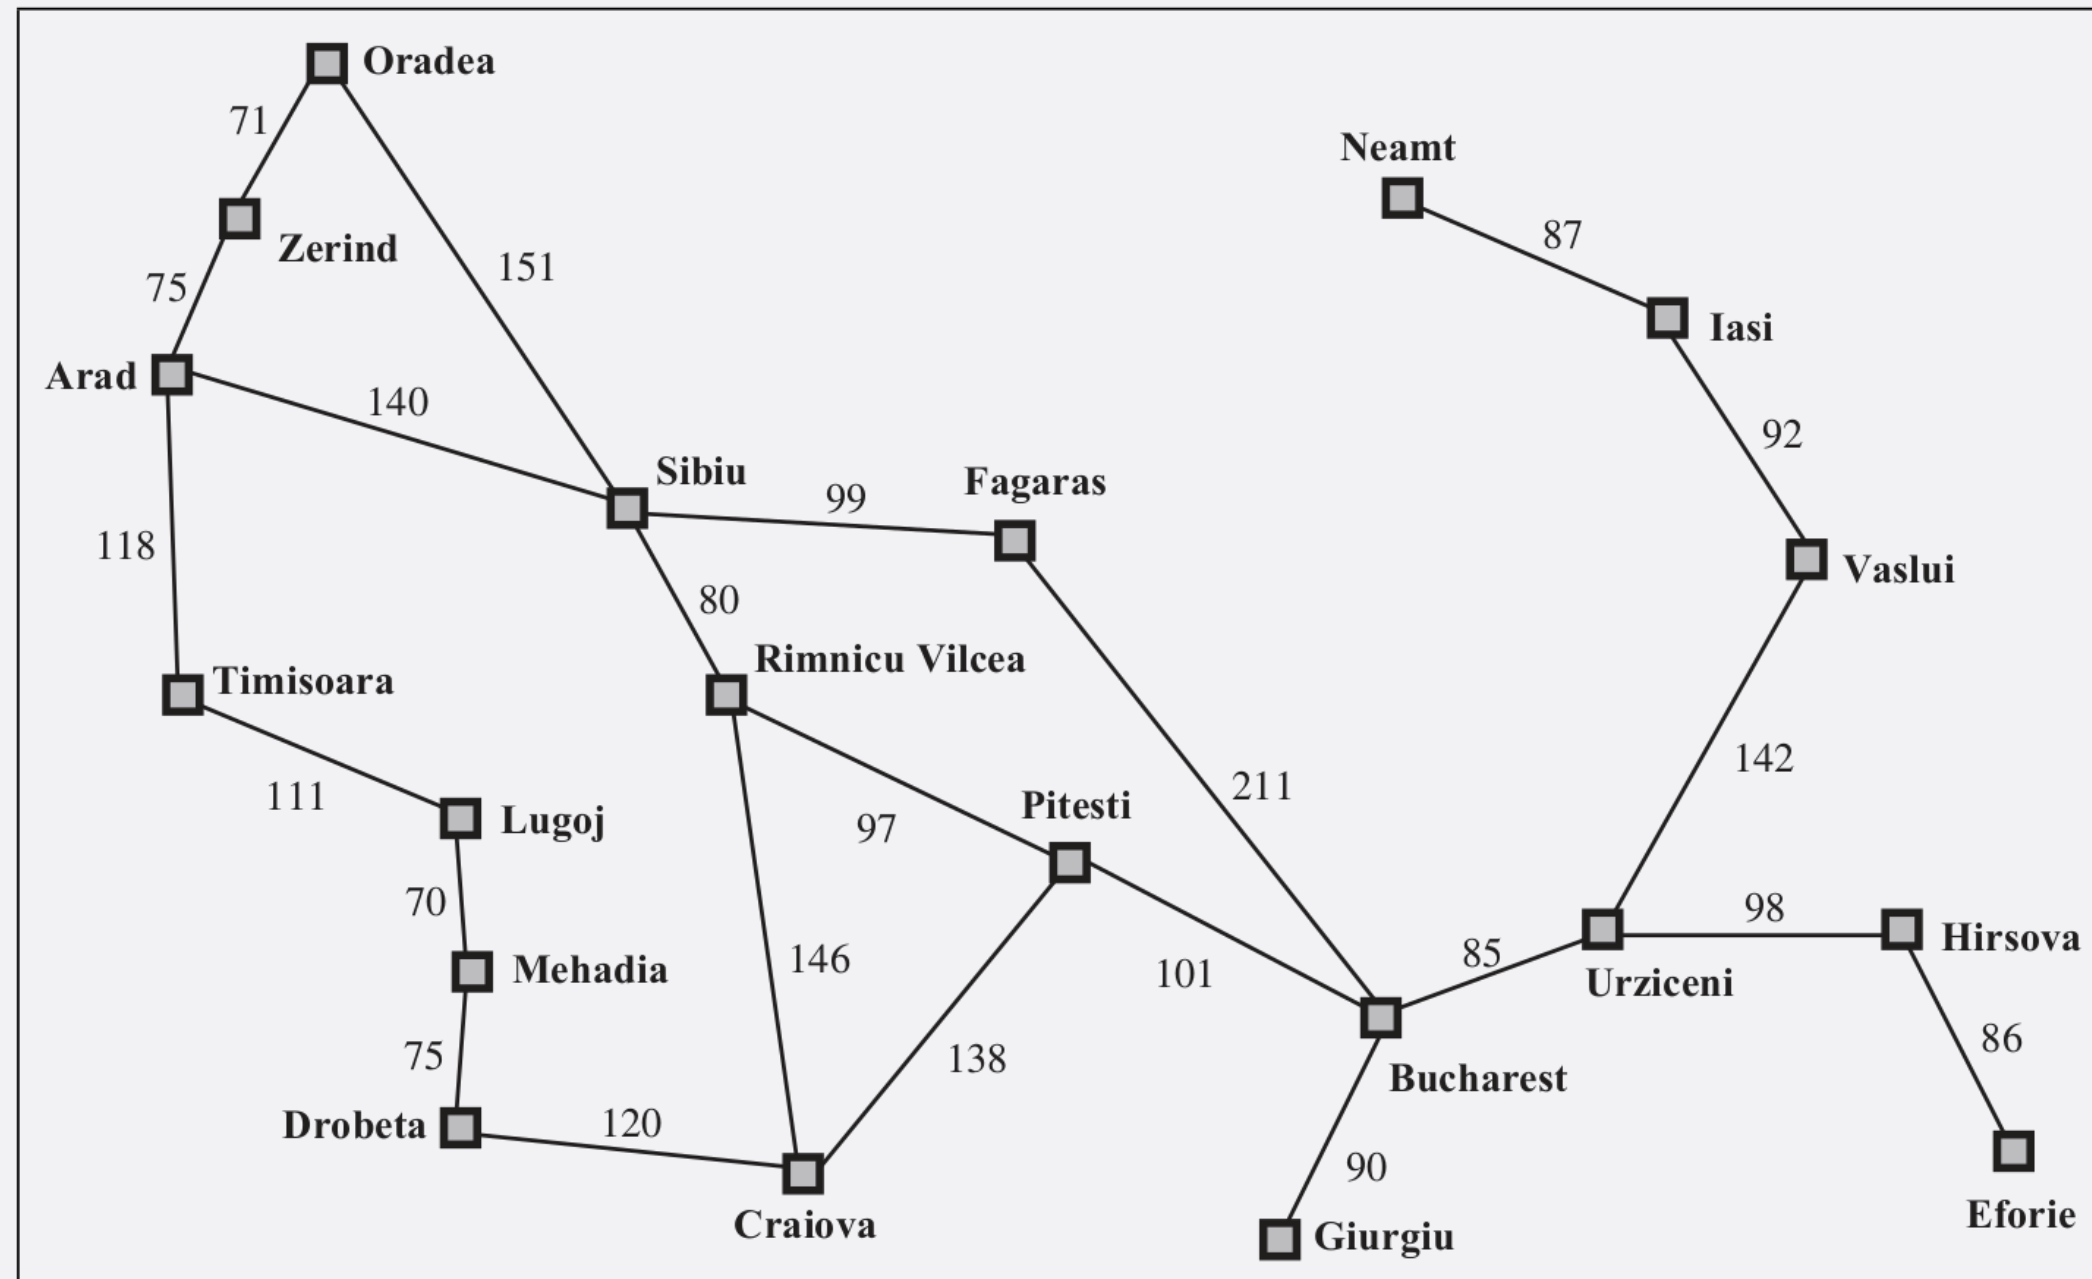 Oradea
71
Neamt
87
Zerind
151
75
Iasi
Arad
140
92
Sibiu
99
Fagaras
118
Vaslui
80
Rimnicu Vilcea
Timisoara
142
211
111
97
Pitesti
Lugoj
70
98
Hirsova
85
Urziceni
146
101
Mehadia
86
75
138
Bucharest
Drobeta
120
90
Craiova
Giurgiu
Eforie